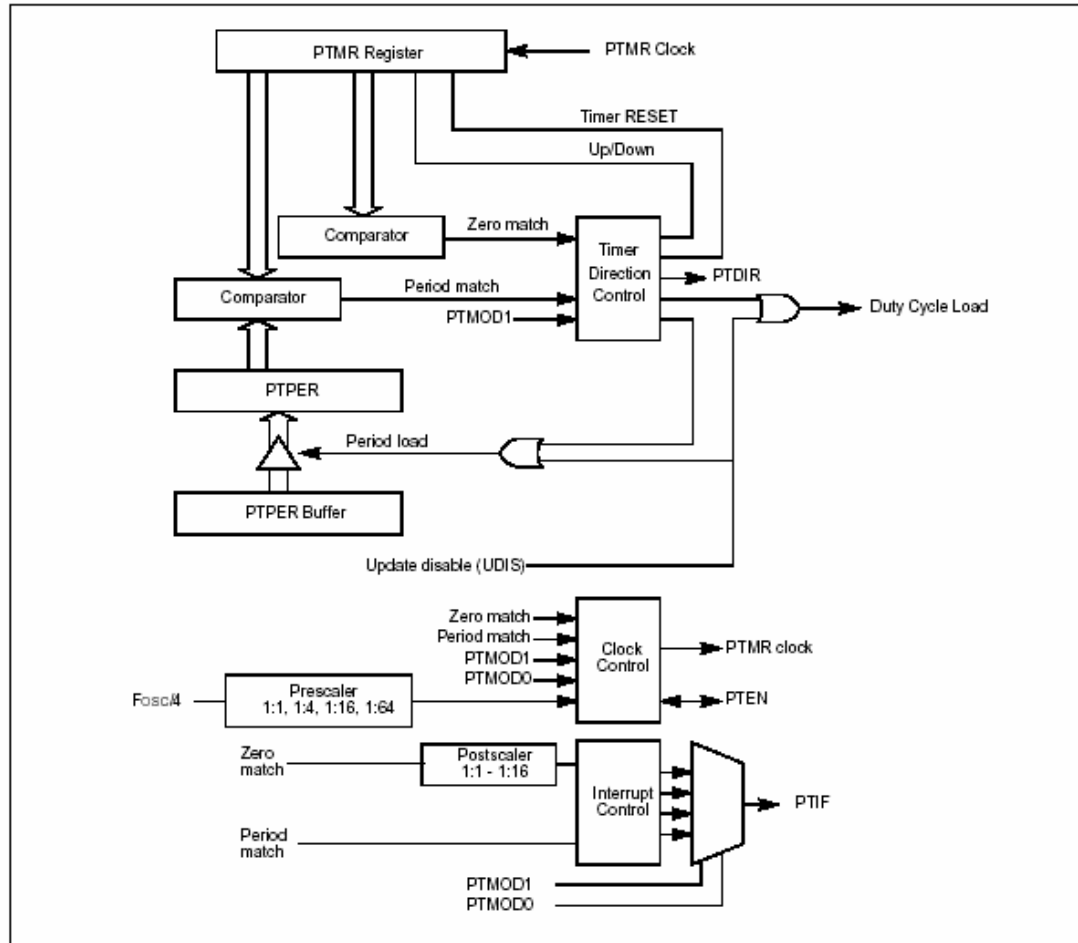 PTMR Register
PTMR Clock
Timer RESET
Up/Down
Comparator
Zero match
Timer
Direction
Control
PTDIR
Comparator
Period match
PTMOD1
Duty Cycle Load
PTPER
Period load
PTPER Buffer
Update disable (UDIS)
Zero match
Period match
PTMOD1
PTMOD0
Clock
Control
PTMR clock
PTEN
Fosc/4
Prescaler
1:1, 1:4, 1:16, 1:64
Zero
match
Postscaler
1:1 - 1:16
Interrupt
Control
PTIF
Period
match
PTMOD1
PTMOD0